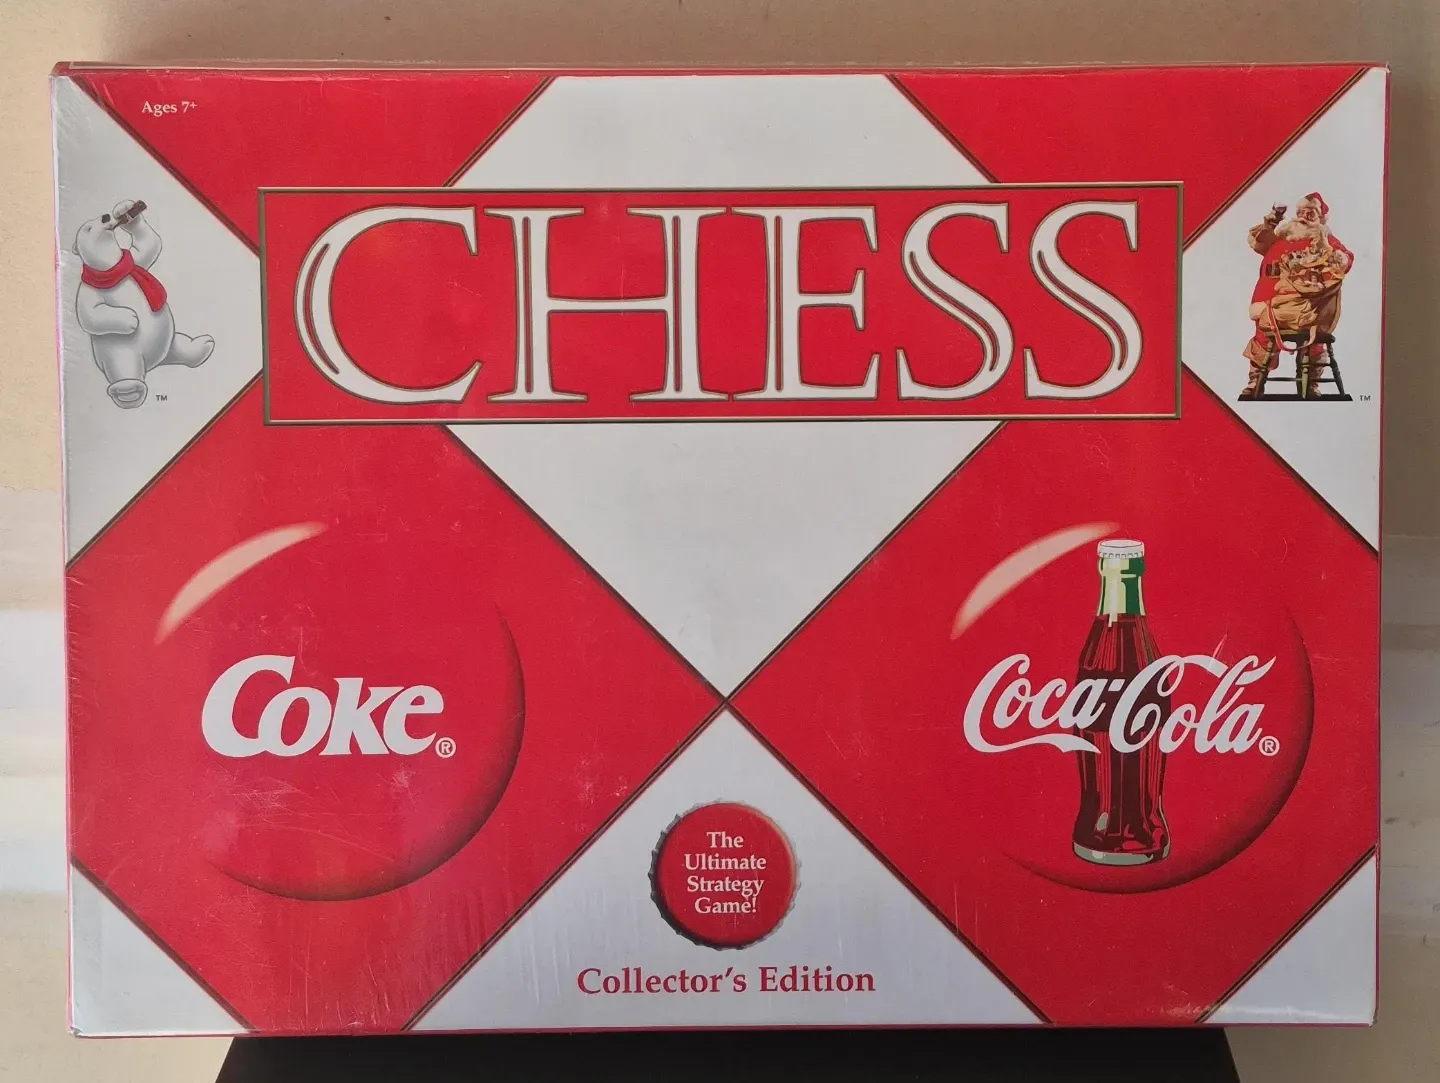 Ages 7+
CHESS
TM
TM
Coke®
Coca-Cola®
The
Ultimate
Strategy
Game!
Collector's Edition